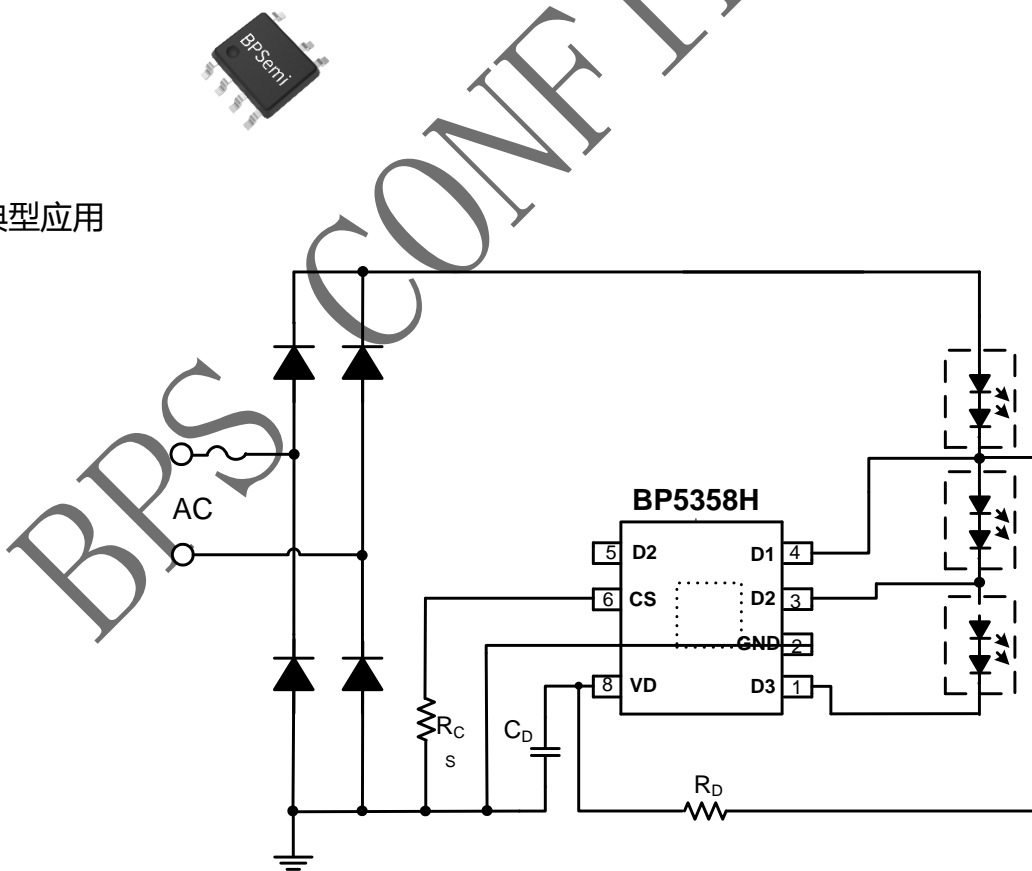 BPSemi
典型应用
BPS CONF
AC
BP5358H
5 D2
D1 4
6 CS
D2 3
GND 2
8 VD
D3 1
RC
S
CD
RD